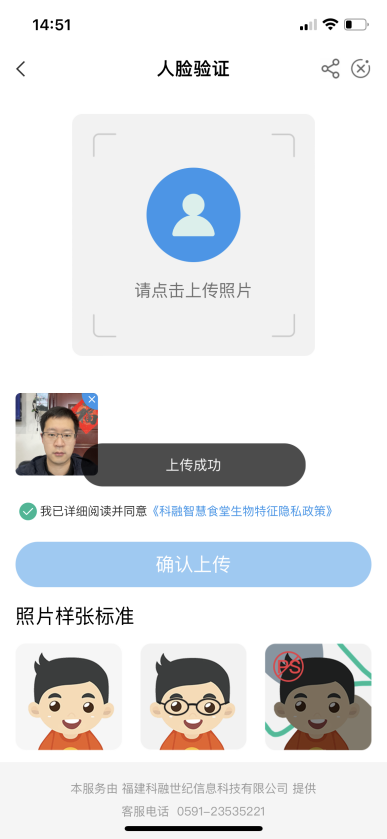 14:51
人脸验证
请点击上传照片
上传成功
我已详细阅读并同意《科融智慧食堂生物特征隐私政策》
确认上传
照片样张标准
PS
本服务由 福建科融世纪信息科技有限公司 提供
客服电话 0591-23535221